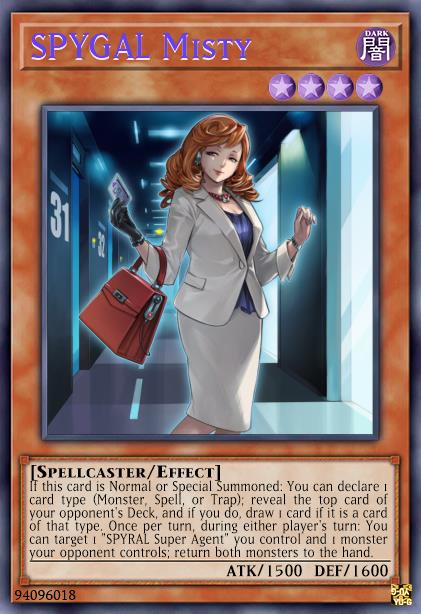 SPYGAL Misty
DARK
闇
31
32
[Spellcaster/Effect]
If this card is Normal or Special Summoned: You can declare 1
card type (Monster, Spell, or Trap); reveal the top card of
your opponent's Deck, and if you do, draw 1 card if it is a card
of that type. Once per turn, during either player's turn: You
can target 1 "SPYRAL Super Agent" you control and 1 monster
your opponent controls; return both monsters to the hand.
ATK/1500 DEF/1600
94096018